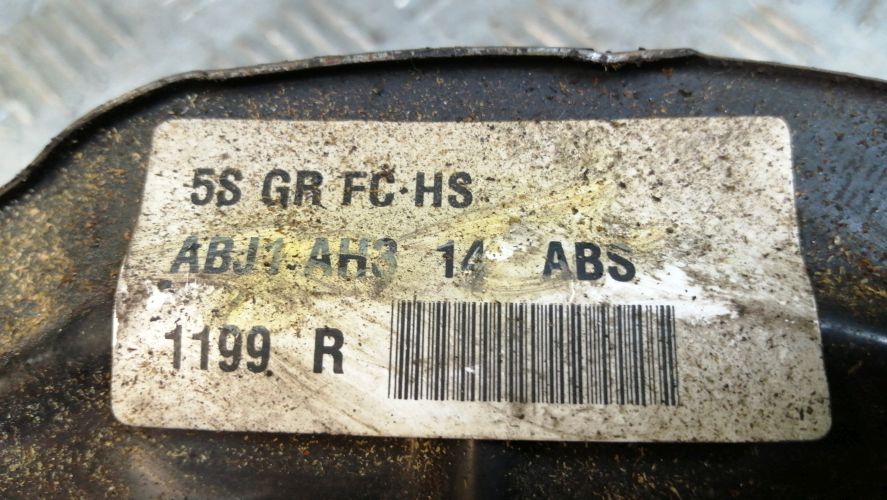 5S GR FC-HS
ABJ1-AH3 14 ABS
1199 R